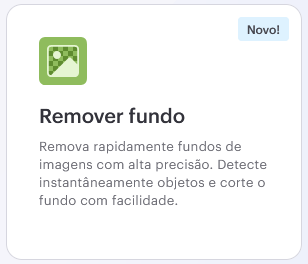 Novo!
Remover fundo
Remova rapidamente fundos de
imagens com alta precisão. Detecte
instantâneamente objetos e corte o
fundo com facilidade.